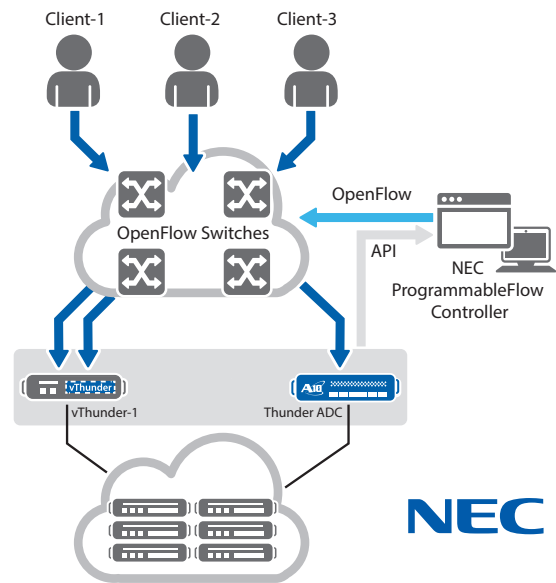 Client-1
Client-2
Client-3
OpenFlow Switches
OpenFlow
API
NEC
ProgrammableFlow
Controller
vThunder
vThunder-1
A10
Thunder ADC
NEC